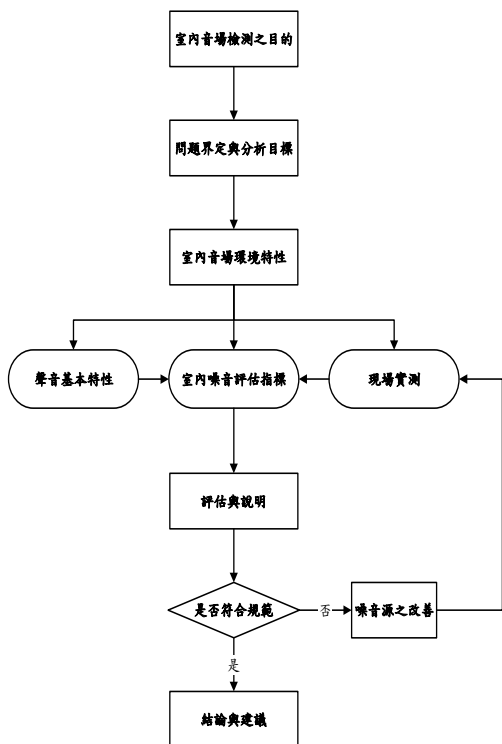 室內音場檢測之目的
問題界定與分析目標
室內音場環境特性
聲音基本特性
室內噪音評估指標
現場實測
評估與說明
是否符合規範
否
噪音源之改善
是
結論與建議